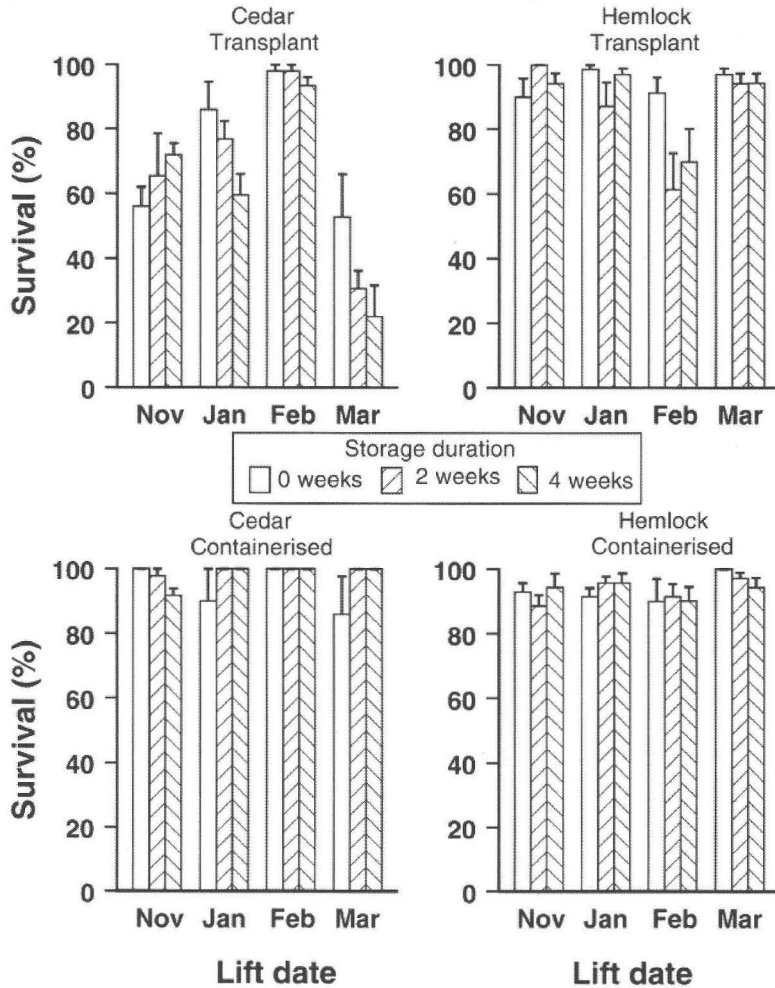 Cedar
Transplant
Survival (%)
100
80
60
40
20
0
Nov Jan Feb Mar
Hemlock
Transplant
100
80
60
40
20
0
Nov Jan Feb Mar
Storage duration
0 weeks 2 weeks 4 weeks
Cedar
Containerised
Survival (%)
100
80
60
40
20
0
Nov Jan Feb Mar
Lift date
Hemlock
Containerised
100
80
60
40
20
0
Nov Jan Feb Mar
Lift date